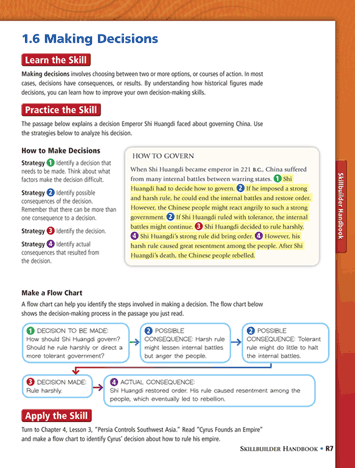 1.6 Making Decisions
Learn the Skill
Making decisions involves choosing between two or more options, or courses of action. In most
cases, decisions have consequences, or results. By understanding how historical figures made
decisions, you can learn how to improve your own decision-making skills.
Practice the Skill
The passage below explains a decision Emperor Shi Huangdi faced about governing China. Use
the strategies below to analyze his decision.
How to Make Decisions
Strategy 1 Identify a decision that
needs to be made. Think about what
factors make the decision difficult.
Strategy 2 Identify possible
consequences of the decision.
Remember that there can be more than
one consequence to a decision.
Strategy 3 Identify the decision.
Strategy 4 Identify actual
consequences that resulted from
the decision.
HOW TO GOVERN
When Shi Huangdi became emperor in 221 B.C., China suffered
from many internal battles between warring states. 1 Shi
Huangdi had to decide how to govern. 2 If he imposed a strong
and harsh rule, he could end the internal battles and restore order.
However, the Chinese people might react angrily to such a strong
government. 2 If Shi Huangdi ruled with tolerance, the internal
battles might continue. 3 Shi Huangdi decided to rule harshly.
4 Shi Huangdi's strong rule did bring order. 4 However, his
harsh rule caused great resentment among the people. After Shi
Huangdi's death, the Chinese people rebelled.
Make a Flow Chart
A flow chart can help you identify the steps involved in making a decision. The flow chart below
shows the decision-making process in the passage you just read.
1 DECISION TO BE MADE:
How should Shi Huangdi govern?
Should he rule harshly or direct a
more tolerant government?
2 POSSIBLE
CONSEQUENCE: Harsh rule
might lessen internal battles
but anger the people.
2 POSSIBLE
CONSEQUENCE: Tolerant
rule might do little to halt
the internal battles.
3 DECISION MADE:
Rule harshly.
4 ACTUAL CONSEQUENCE:
Shi Huangdi restored order. His rule caused resentment among the
people, which eventually led to rebellion.
Apply the Skill
Turn to Chapter 4, Lesson 3, "Persia Controls Southwest Asia." Read "Cyrus Founds an Empire"
and make a flow chart to identify Cyrus' decision about how to rule his empire.
Skillbuilder Handbook
SKILLBUILDER HANDBOOK • R7